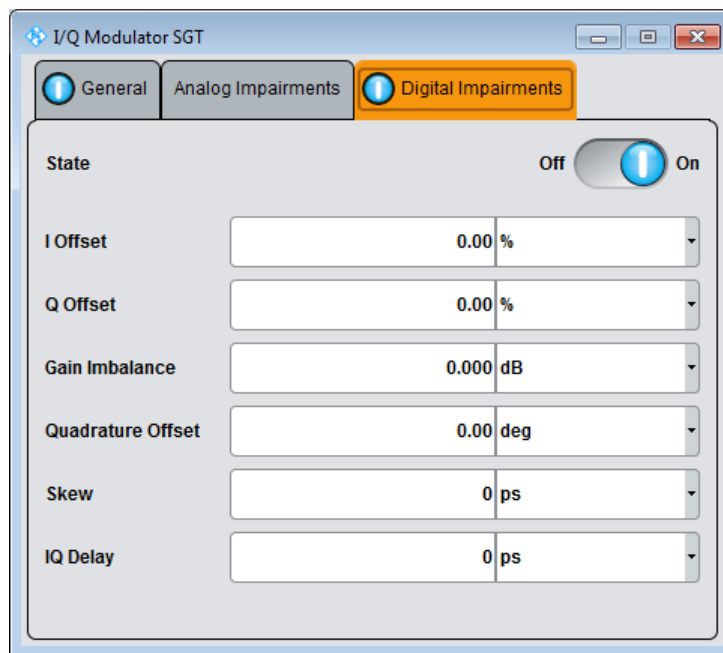 I/Q Modulator SGT
General Analog Impairments Digital Impairments
State Off On
I Offset 0.00 %
Q Offset 0.00 %
Gain Imbalance 0.000 dB
Quadrature Offset 0.00 deg
Skew 0 ps
IQ Delay 0 ps